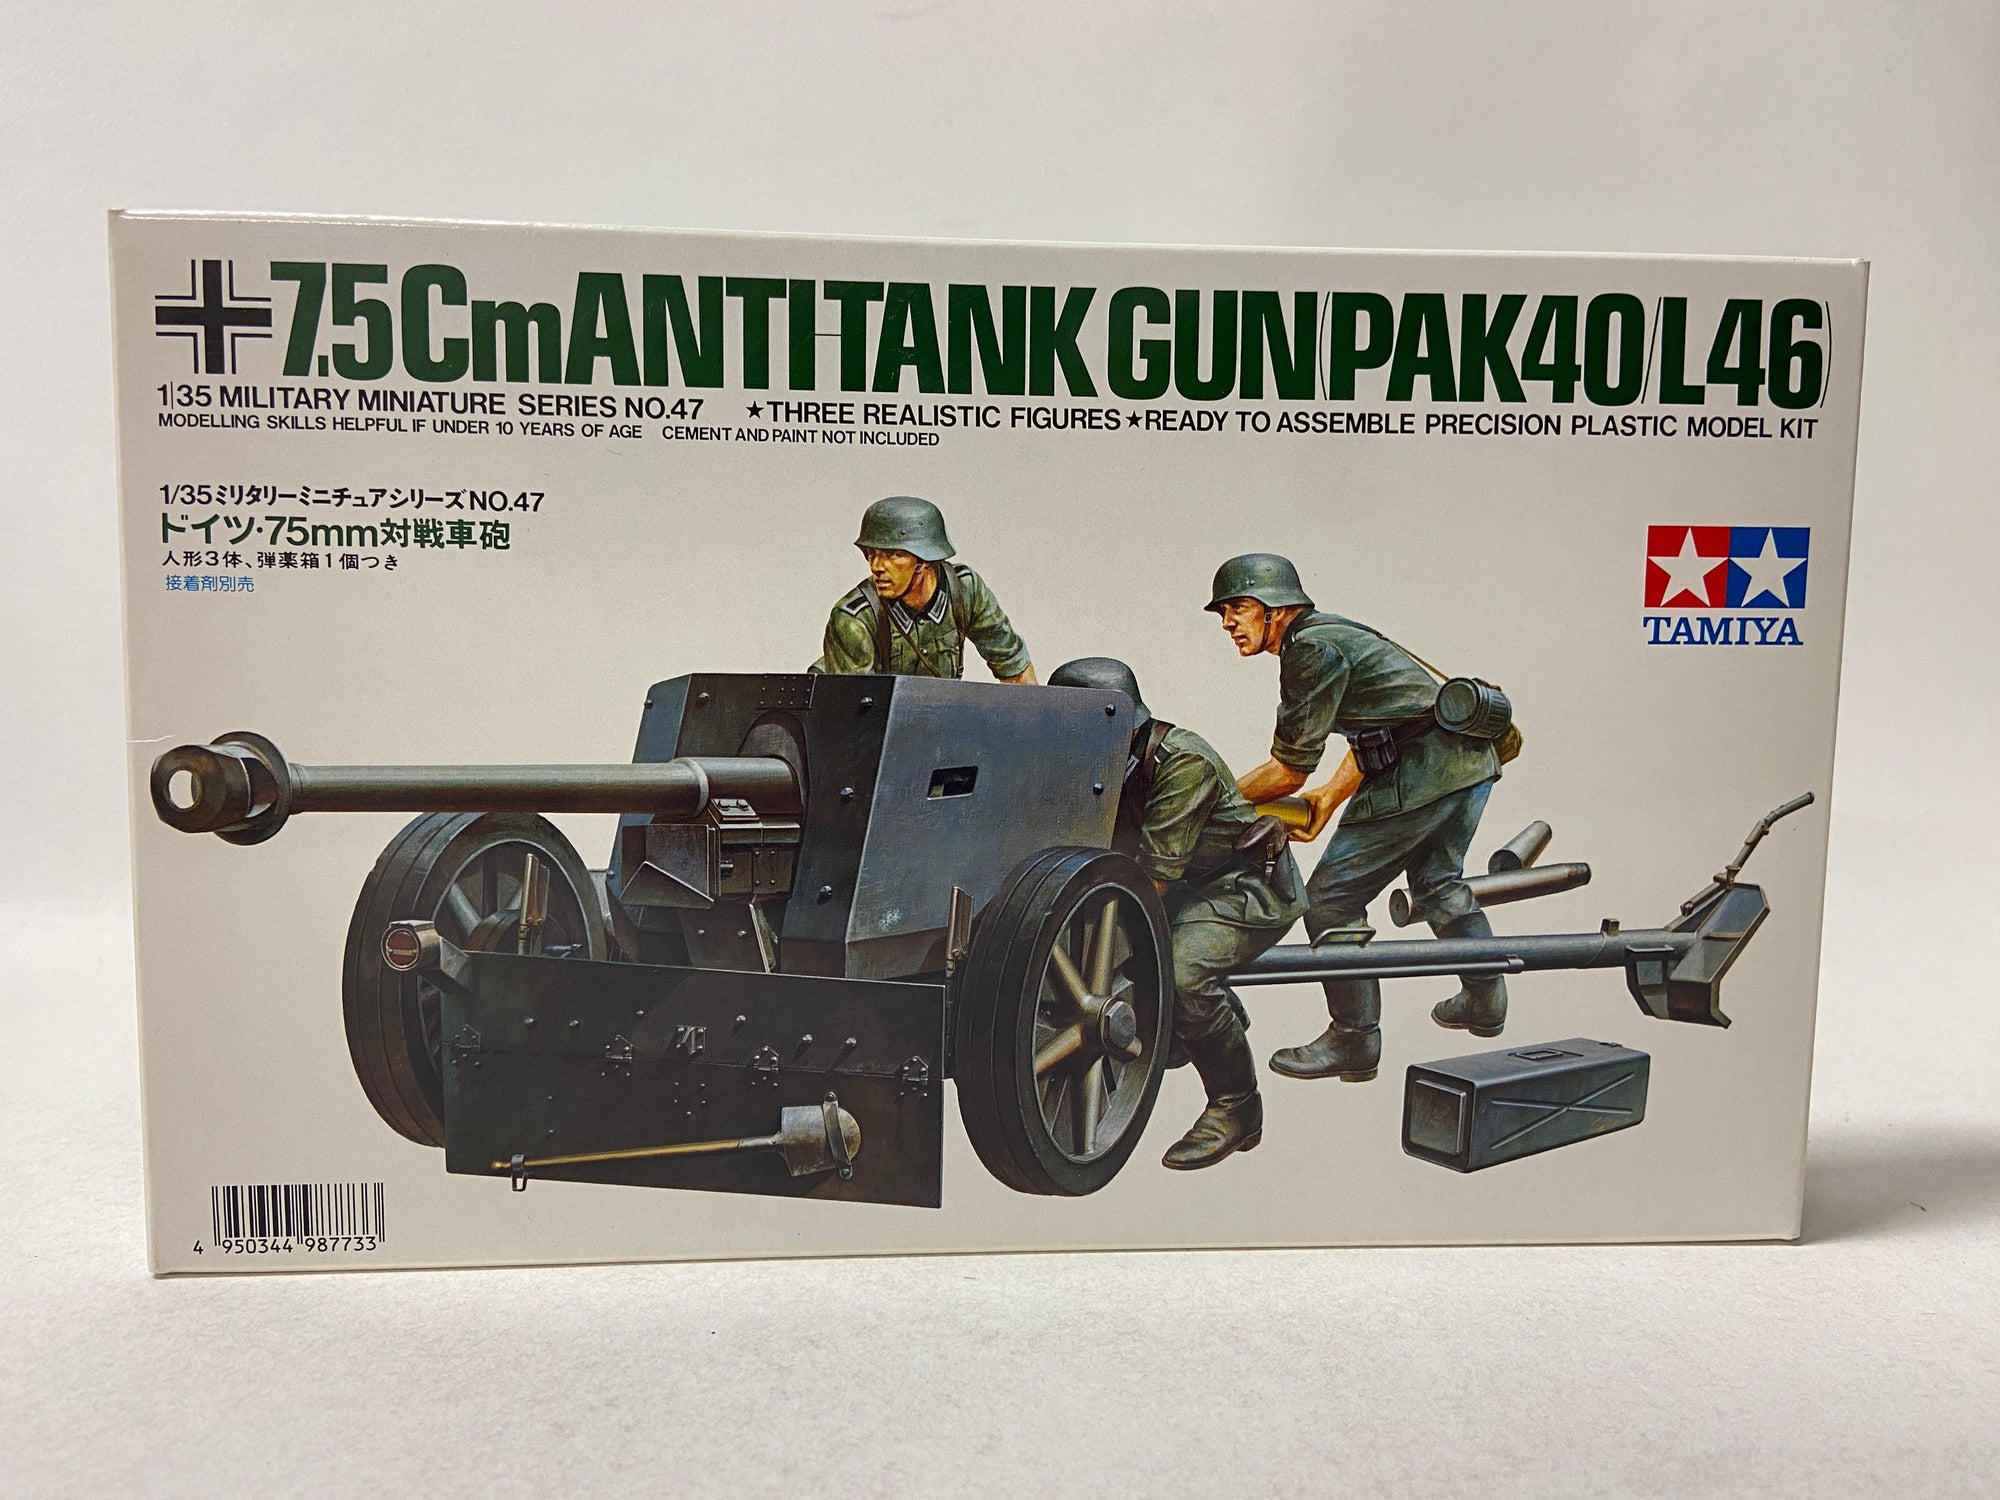 7.5Cm ANTI-TANK GUN (PAK40/L46)
1/35 MILITARY MINIATURE SERIES NO.47 ★THREE REALISTIC FIGURES ★READY TO ASSEMBLE PRECISION PLASTIC MODEL KIT
MODELLING SKILLS HELPFUL IF UNDER 10 YEARS OF AGE CEMENT AND PAINT NOT INCLUDED
1/35ミリタリーミニチュアシリーズNO.47
ドイツ・75mm対戦車砲
人形3体、弾薬箱1個つき
接着剤別売
TAMIYA
4 950344 987733